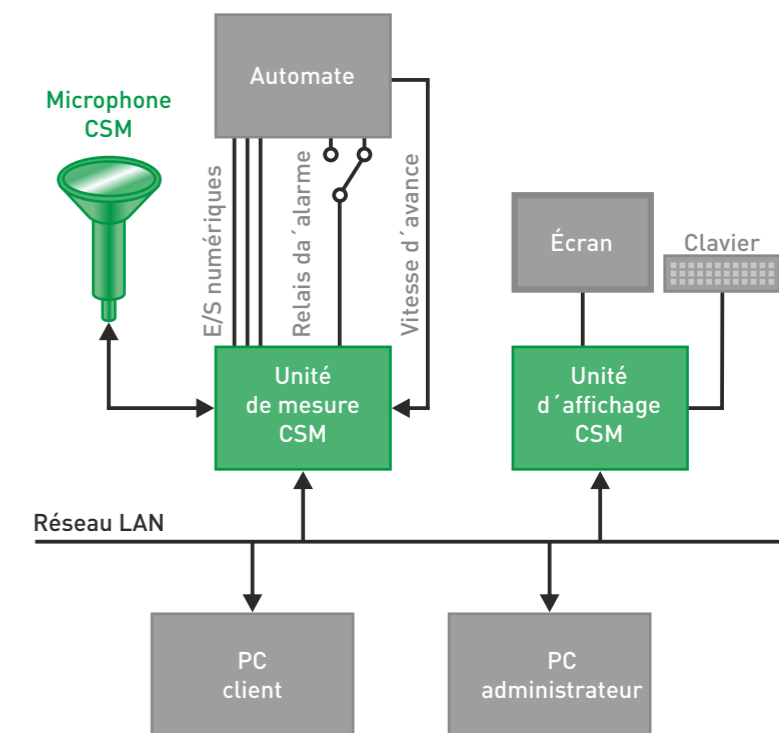 Automate
Microphone
CSM
E/S numériques
Relais da´alarme
Vitesse d´avance
Écran
Clavier
Unité
de mesure
CSM
Unité
d´affichage
CSM
Réseau LAN
PC
client
PC
administrateur